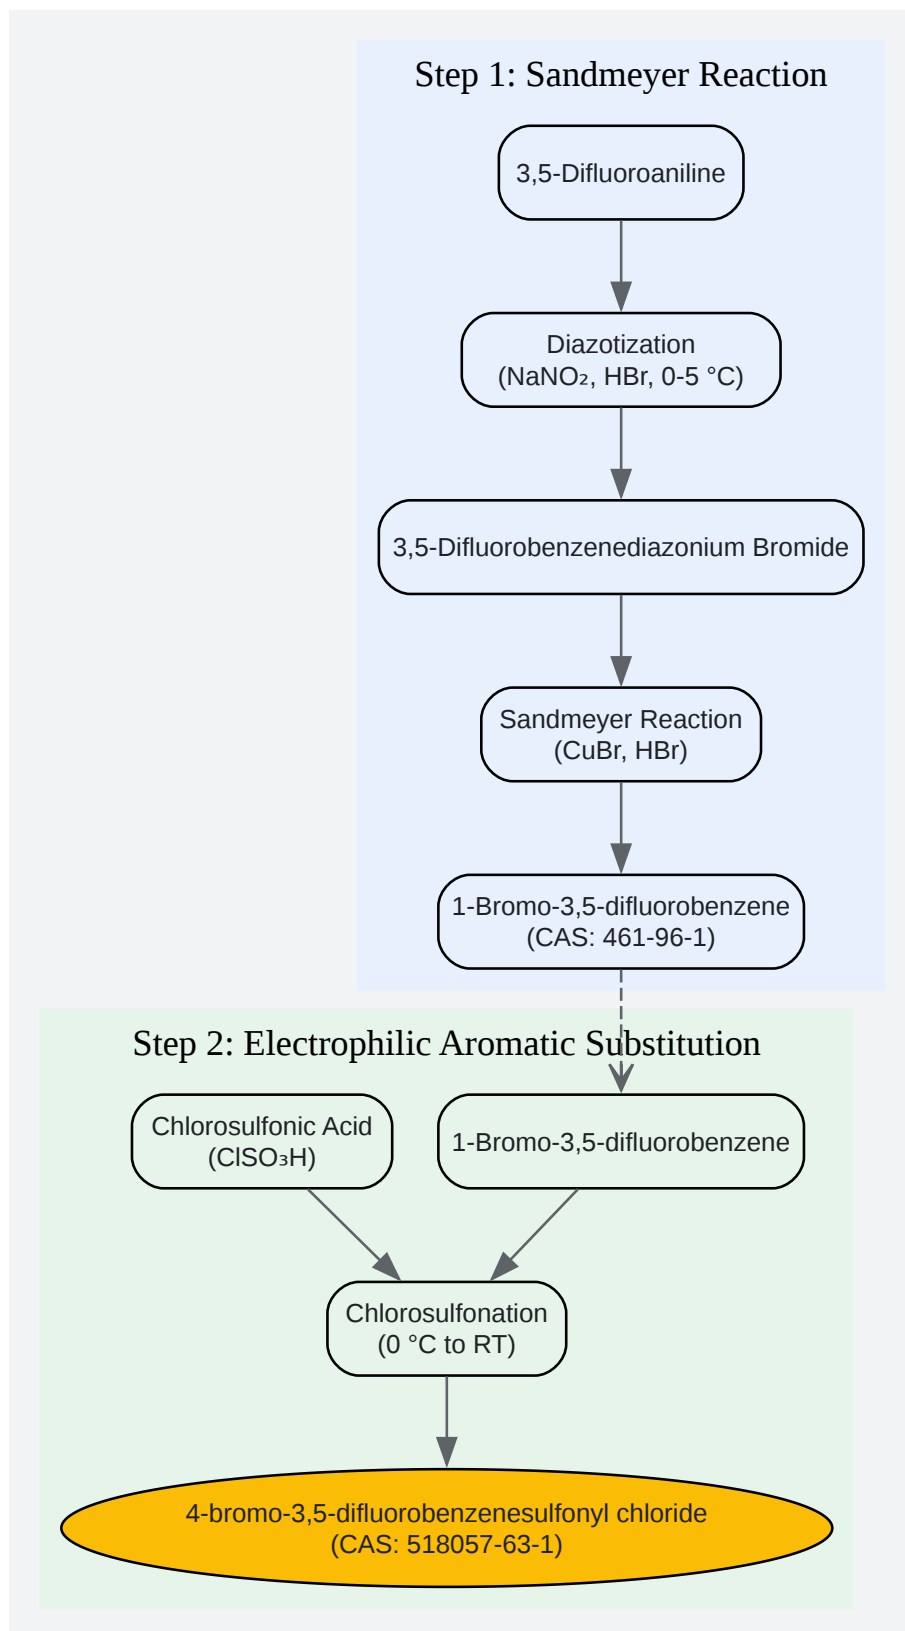 Step 1: Sandmeyer Reaction
3,5-Difluoroaniline
Diazotization
(NaNO₂, HBr, 0-5 °C)
3,5-Difluorobenzenediazonium Bromide
Sandmeyer Reaction
(CuBr, HBr)
1-Bromo-3,5-difluorobenzene
(CAS: 461-96-1)
Step 2: Electrophilic Aromatic Substitution
Chlorosulfonic Acid
(ClSO₃H)
1-Bromo-3,5-difluorobenzene
Chlorosulfonation
(0 °C to RT)
4-bromo-3,5-difluorobenzenesulfonyl chloride
(CAS: 518057-63-1)